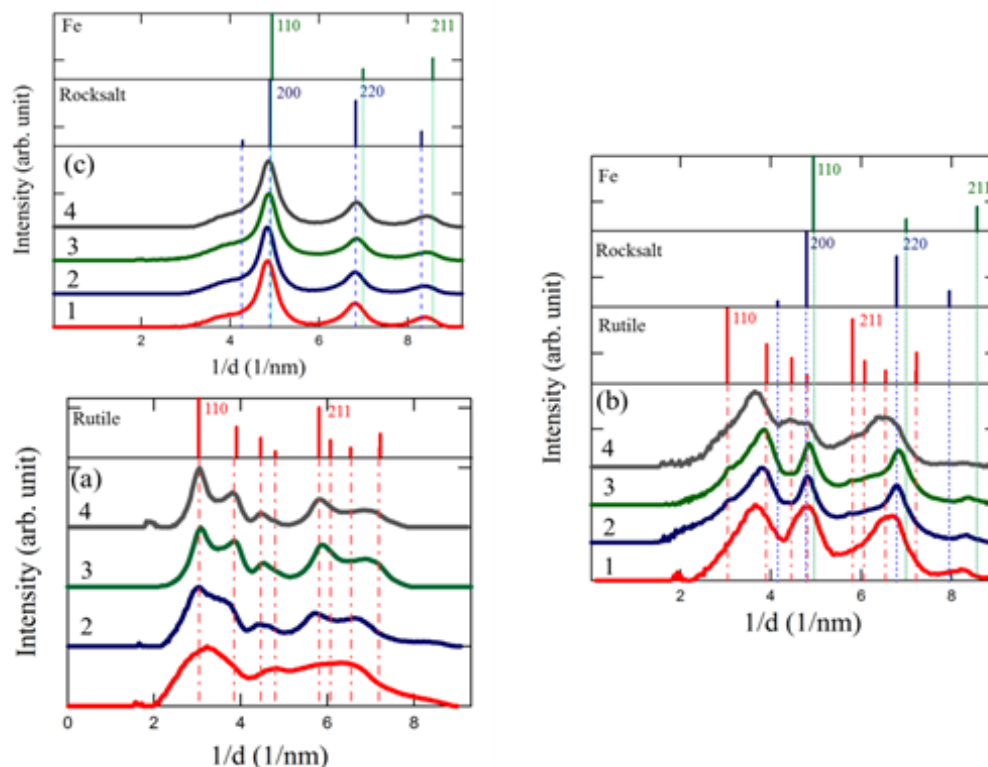 Fe
110
211
Rocksalt
200
220
(c)
4
3
2
1
Intensity (arb. unit)
2
4
6
8
1/d (1/nm)
Rutile
110
211
(a)
4
3
2
Intensity (arb. unit)
0
2
4
6
8
1/d (1/nm)
Fe
110
211
Rocksalt
200
220
Rutile
110
211
(b)
4
3
2
1
Intensity (arb. unit)
2
4
6
8
1/d (1/nm)